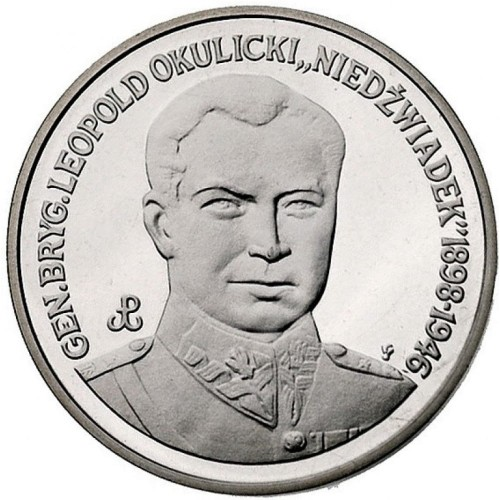 GEN.BRYG.LEOPOLD OKULICKI „NIEDŹWIADEK" 1898-1946